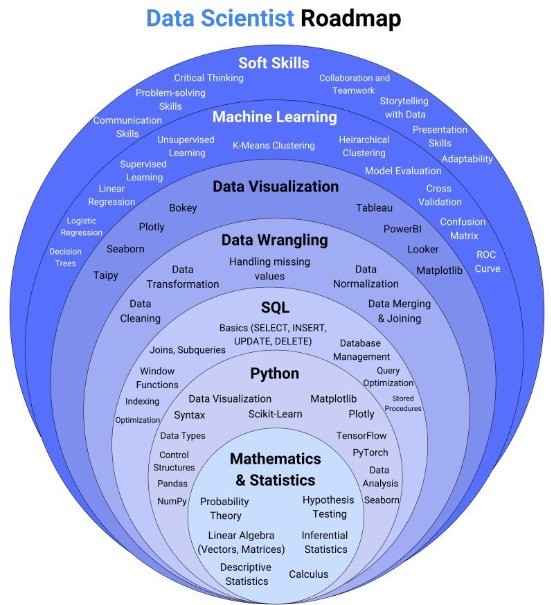 Data Scientist Roadmap
Soft Skills
Critical Thinking
Collaboration and
Teamwork
Problem-solving
Skills
Storytelling
with Data
Communication
Skills
Presentation
Skills
Adaptability
Machine Learning
Unsupervised
Learning
K-Means Clustering
Heirarchical
Clustering
Supervised
Learning
Model Evaluation
Linear
Regression
Cross
Validation
Logistic
Regression
Confusion
Matrix
Decision
Trees
ROC
Curve
Data Visualization
Bokey
Tableau
Plotly
PowerBI
Seaborn
Looker
Taipy
Matplotlib
Data Wrangling
Handling missing
values
Data
Transformation
Data
Normalization
Data
Cleaning
Data Merging
& Joining
SQL
Basics (SELECT, INSERT,
UPDATE, DELETE)
Joins, Subqueries
Database
Management
Window
Functions
Query
Optimization
Indexing
Stored
Procedures
Optimization
Python
Data Visualization
Matplotlib
Syntax
Scikit-Learn
Plotly
Data Types
TensorFlow
Control
Structures
PyTorch
Data
Analysis
Pandas
NumPy
Seaborn
Mathematics
& Statistics
Probability
Theory
Hypothesis
Testing
Linear Algebra
(Vectors, Matrices)
Inferential
Statistics
Descriptive
Statistics
Calculus